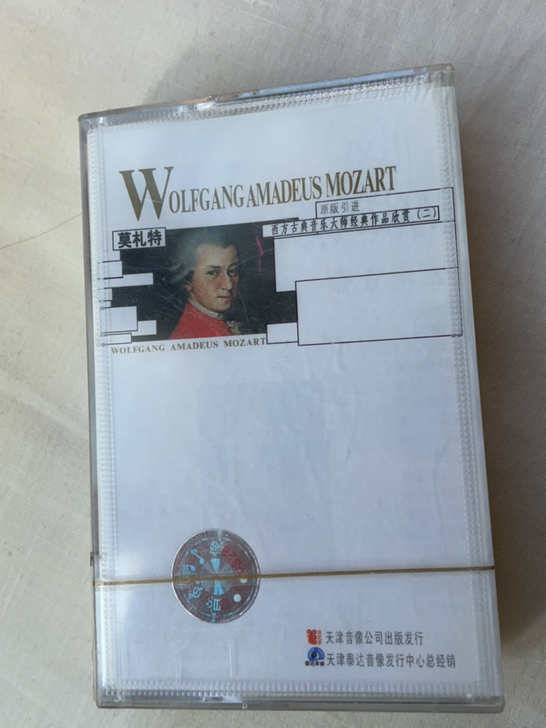 WOLFGANG AMADEUS MOZART
原版引进
西方古典音乐大师经典作品欣赏（二）
莫札特
WOLFGANG AMADEUS MOZART
天津音像公司出版发行
天津泰达音像发行中心总经销